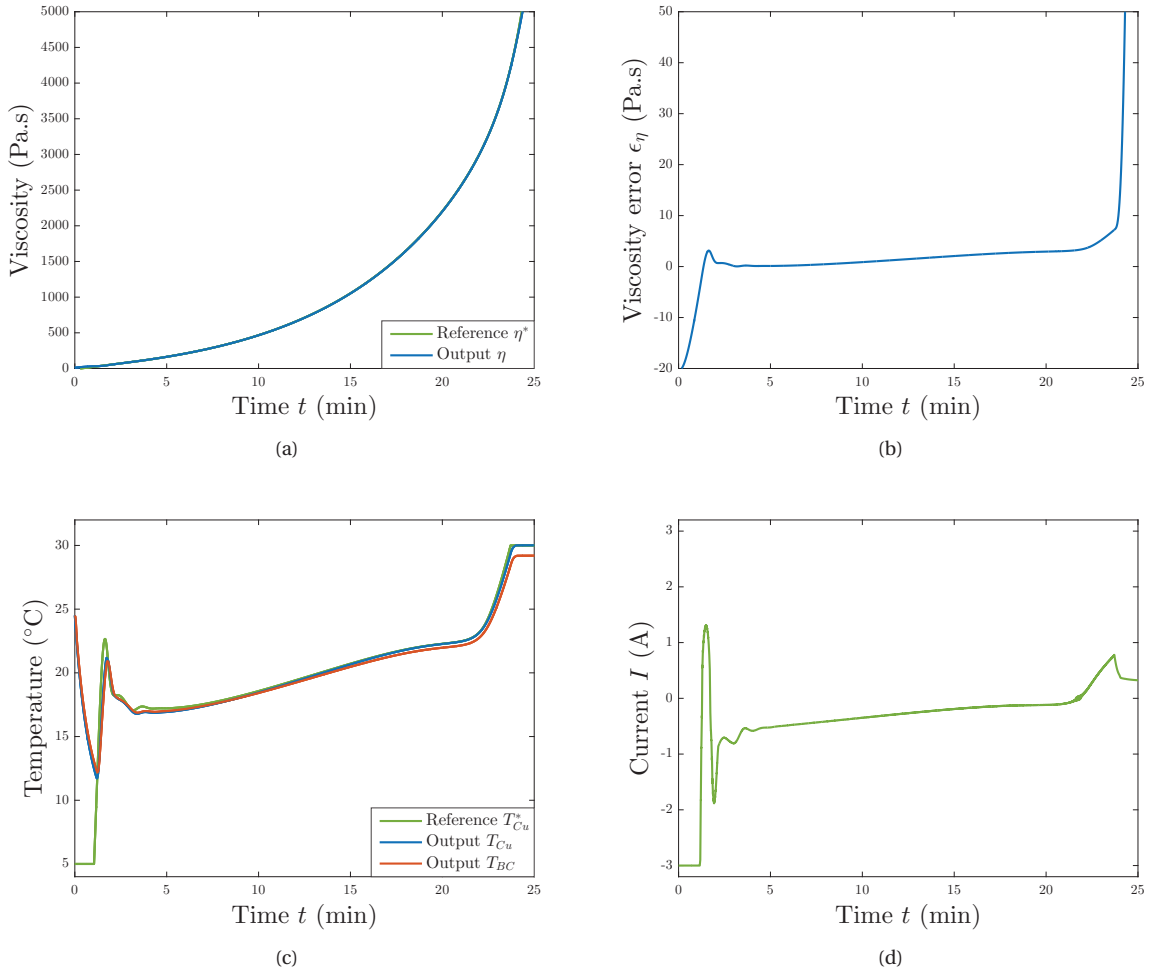 5000
4500
4000
3500
3000
2500
2000
1500
1000
500
0
Viscosity (Pa.s)
0 5 10 15 20 25
Time t (min)
Reference η*
Output η
(a)
50
40
30
20
10
0
-10
-20
Viscosity error ϵη (Pa.s)
0 5 10 15 20 25
Time t (min)
(b)
30
25
20
15
10
5
Temperature (°C)
0 5 10 15 20 25
Time t (min)
Reference T*Cu
Output TCu
Output TBC
(c)
3
2
1
0
-1
-2
-3
Current I (A)
0 5 10 15 20 25
Time t (min)
(d)